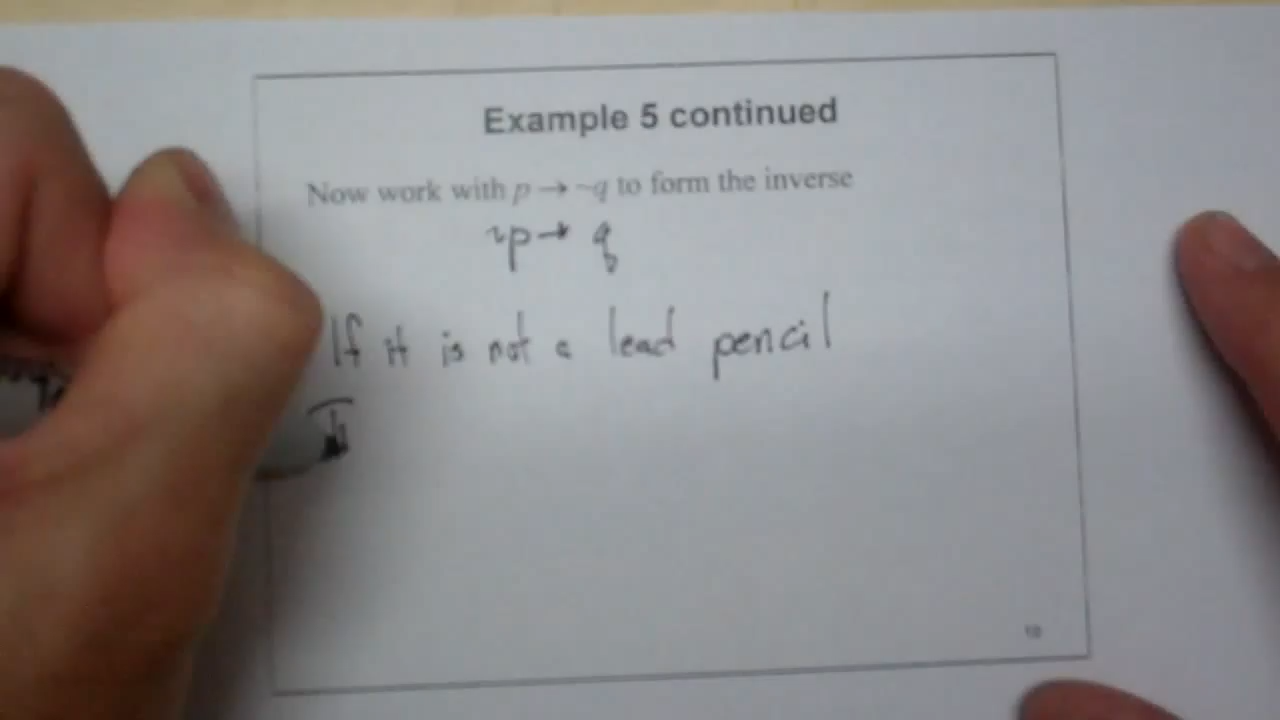 Example 5 continued
Now work with p → ~q to form the inverse
~p → q
If it is not a lead pencil